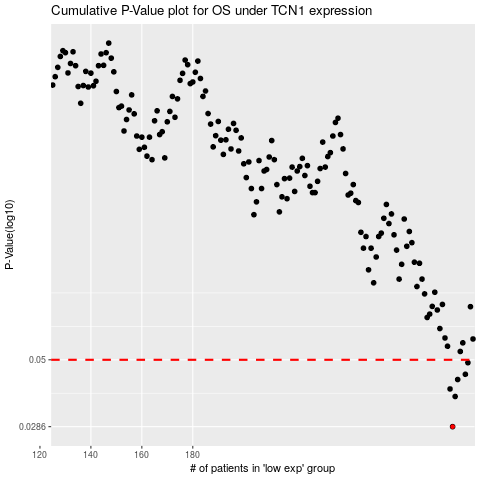 Cumulative P-Value plot for OS under TCN1 expression
P-Value(log10)
0.05
0.0286
120 140 160 180
# of patients in 'low exp' group